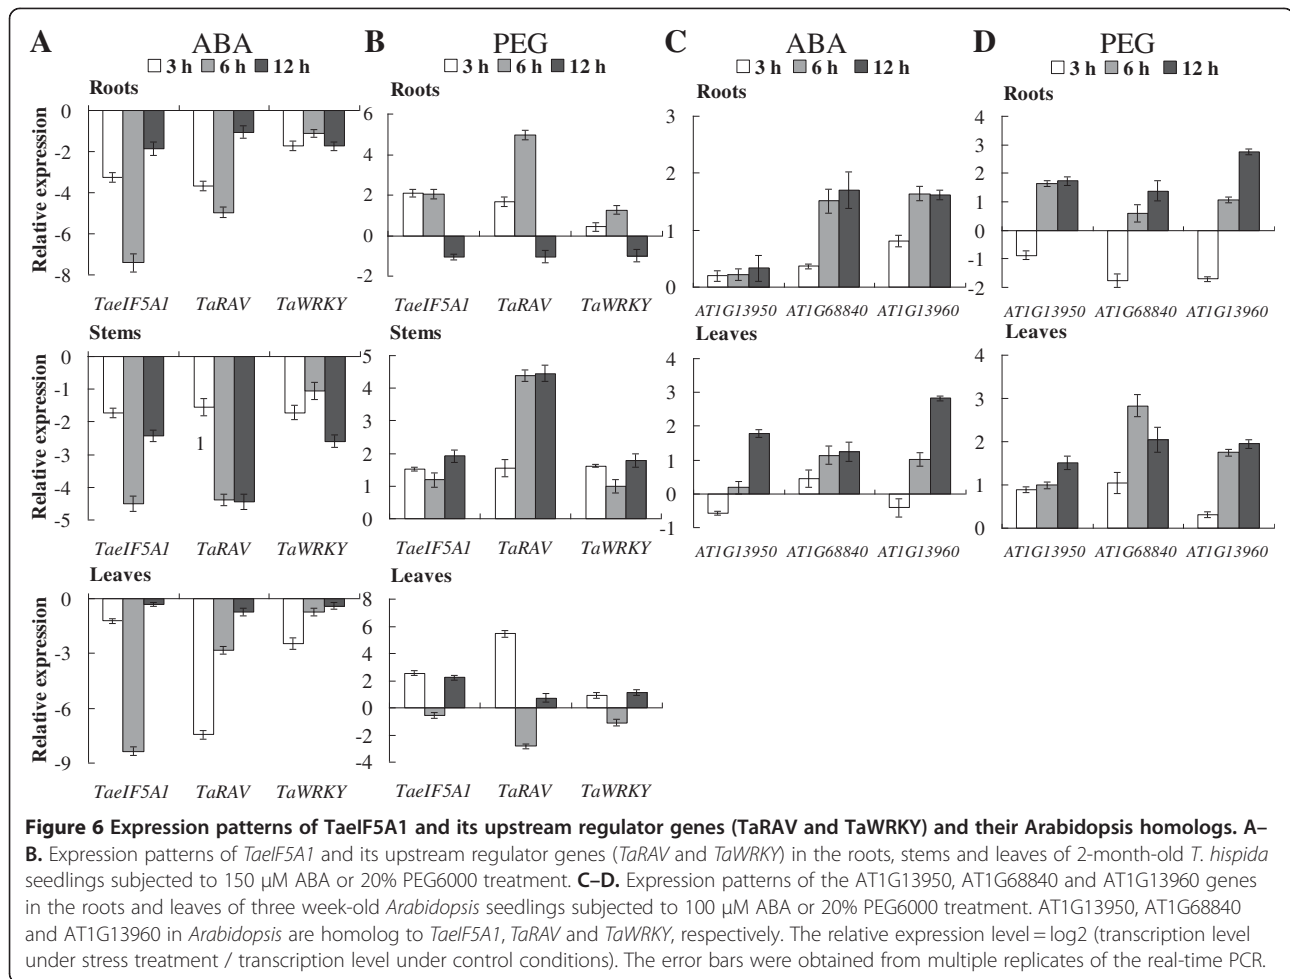 A ABA B PEG C ABA D PEG
3 h 6 h 12 h 3 h 6 h 12 h 3 h 6 h 12 h 3 h 6 h 12 h
Roots Roots Roots Roots
Relative expression
0
-2
-4
-6
-8
TaeIF5A1 TaRAV TaWRKY
6
4
2
0
-2
TaeIF5A1 TaRAV TaWRKY
3
2
1
0
AT1G13950 AT1G68840 AT1G13960
4
3
2
1
0
-1
-2
AT1G13950 AT1G68840 AT1G13960
Stems Stems Leaves Leaves
Relative expression
0
-1
-2
-3
-4
-5
1
TaeIF5A1 TaRAV TaWRKY
5
4
3
2
1
0
TaeIF5A1 TaRAV TaWRKY
4
3
2
1
0
-1
AT1G13950 AT1G68840 AT1G13960
4
3
2
1
0
AT1G13950 AT1G68840 AT1G13960
Leaves Leaves
Relative expression
0
-3
-6
-9
TaeIF5A1 TaRAV TaWRKY
8
6
4
2
0
-2
-4
TaeIF5A1 TaRAV TaWRKY
Figure 6 Expression patterns of TaeIF5A1 and its upstream regulator genes (TaRAV and TaWRKY) and their Arabidopsis homologs. A–
B. Expression patterns of TaeIF5A1 and its upstream regulator genes (TaRAV and TaWRKY) in the roots, stems and leaves of 2-month-old T. hispida
seedlings subjected to 150 μM ABA or 20% PEG6000 treatment. C–D. Expression patterns of the AT1G13950, AT1G68840 and AT1G13960 genes
in the roots and leaves of three week-old Arabidopsis seedlings subjected to 100 μM ABA or 20% PEG6000 treatment. AT1G13950, AT1G68840
and AT1G13960 in Arabidopsis are homolog to TaeIF5A1, TaRAV and TaWRKY, respectively. The relative expression level = log2 (transcription level
under stress treatment / transcription level under control conditions). The error bars were obtained from multiple replicates of the real-time PCR.